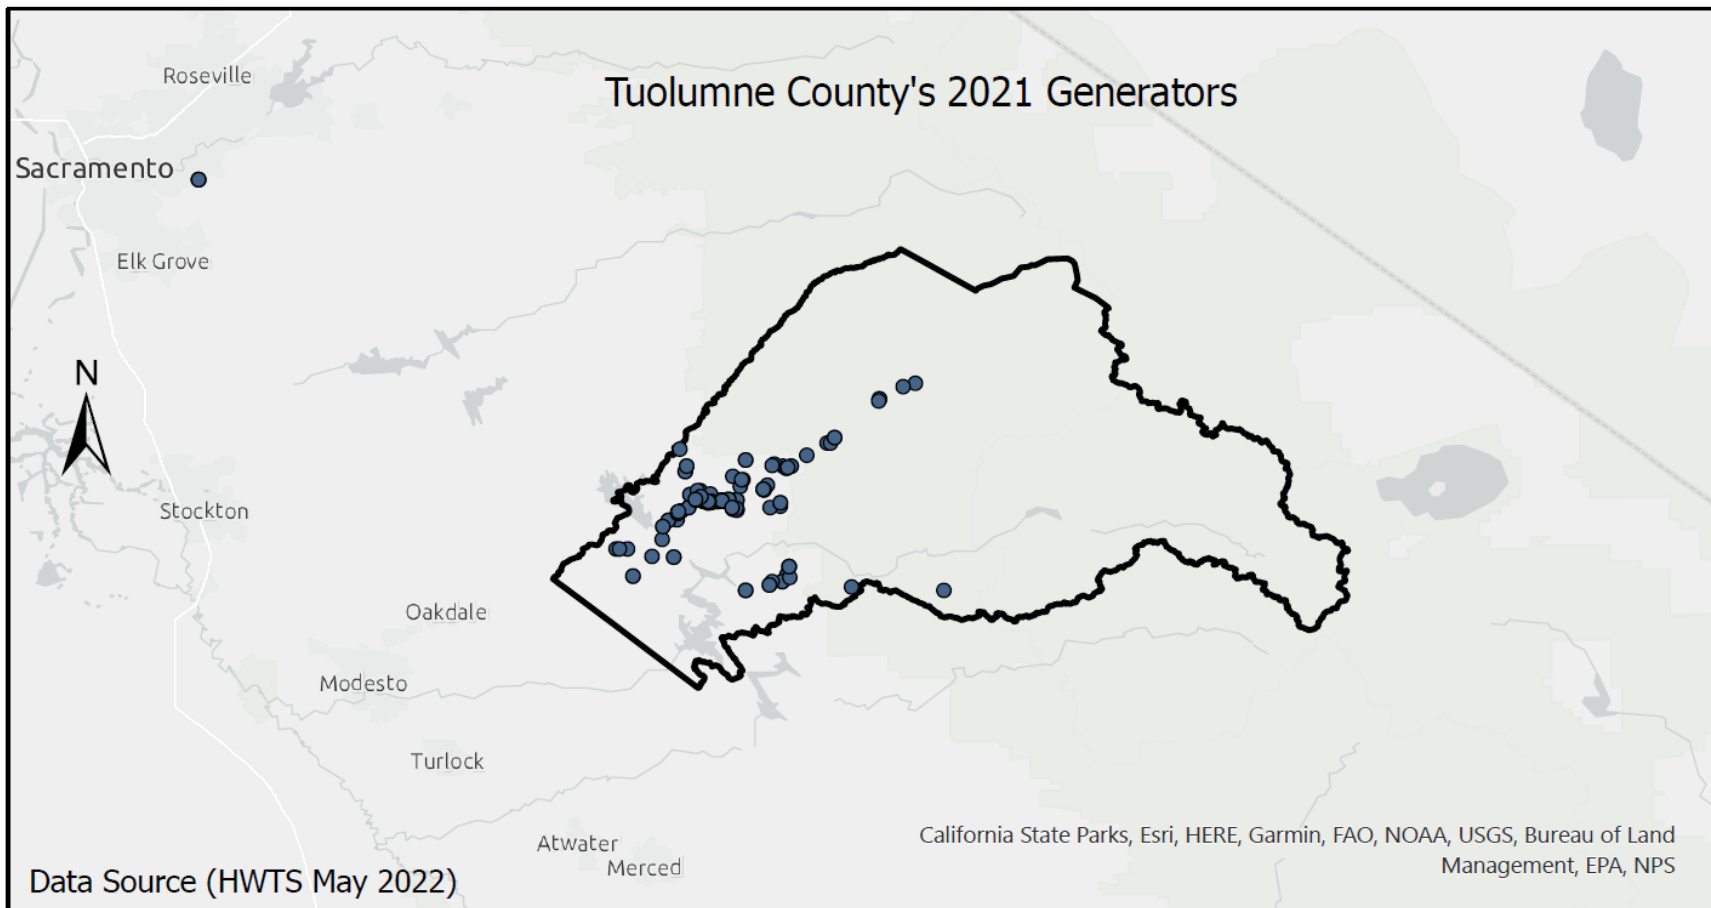 Roseville
Tuolumne County's 2021 Generators
Sacramento
Elk Grove
N
Stockton
Oakdale
Modesto
Turlock
Atwater
Merced
California State Parks, Esri, HERE, Garmin, FAO, NOAA, USGS, Bureau of Land
Management, EPA, NPS
Data Source (HWTS May 2022)